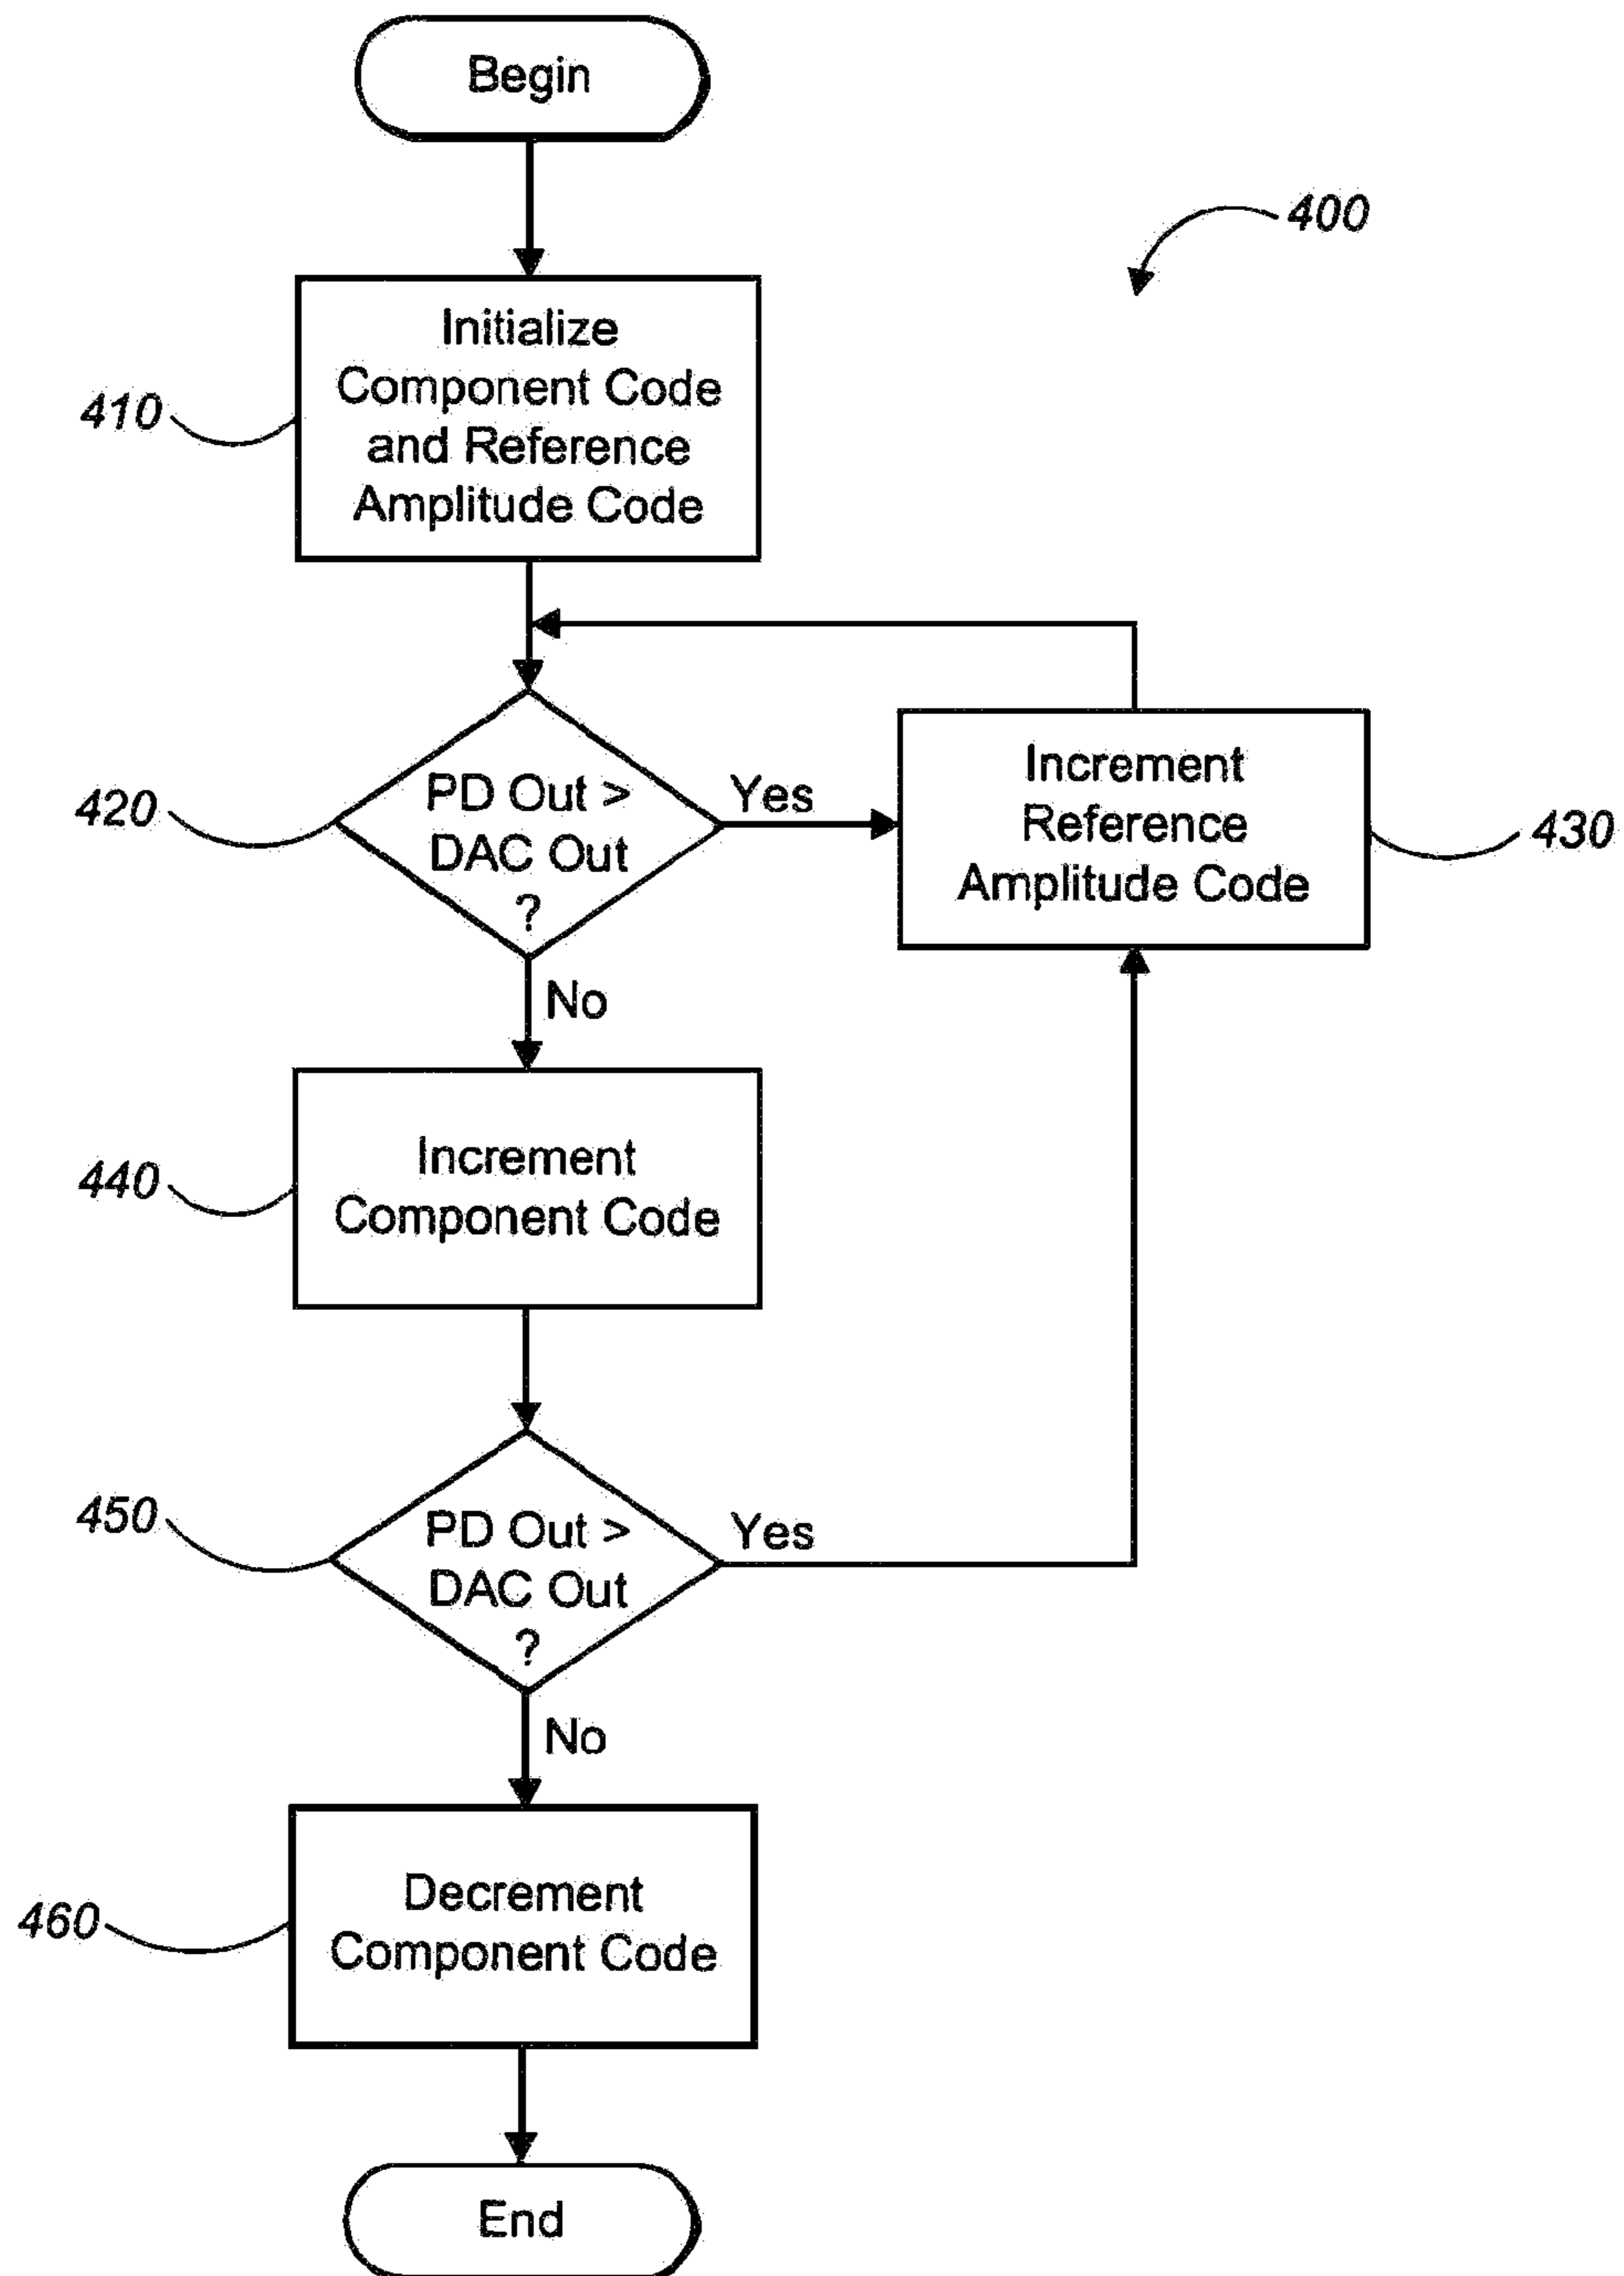 Begin
400
Initialize
Component Code
and Reference
Amplitude Code
410
PD Out >
DAC Out
?
420
Yes
Increment
Reference
Amplitude Code
430
No
Increment
Component Code
440
PD Out >
DAC Out
?
450
Yes
No
Decrement
Component Code
460
End